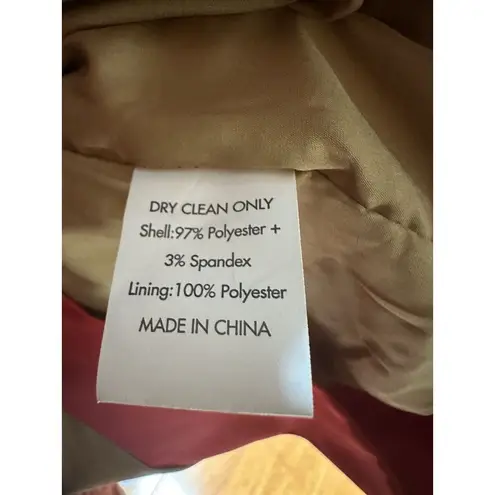 DRY CLEAN ONLY
Shell:97% Polyester +
3% Spandex
Lining:100% Polyester
MADE IN CHINA